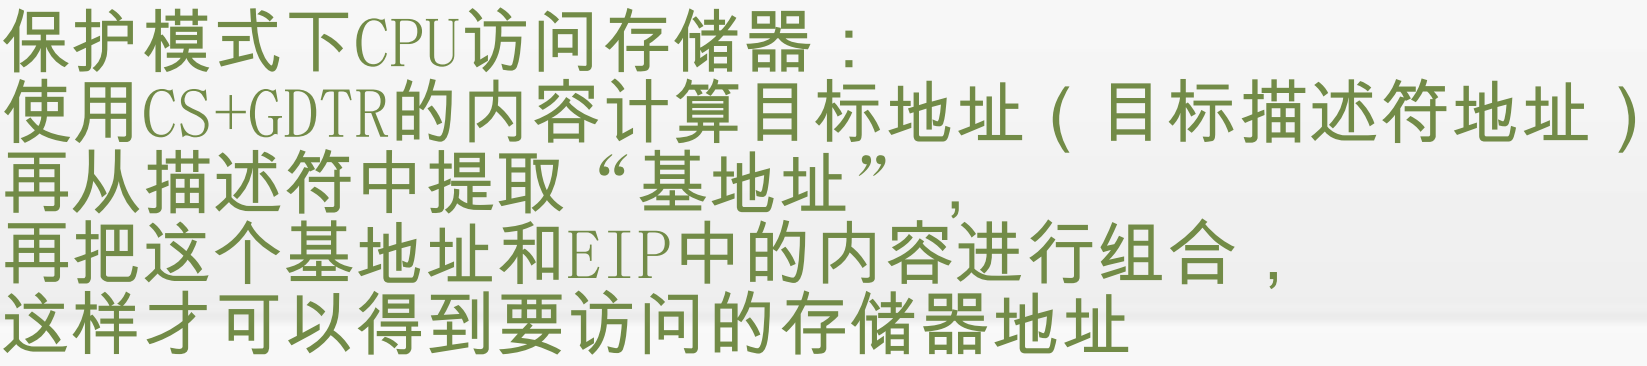 保护模式下CPU访问存储器：
使用CS+GDTR的内容计算目标地址（目标描述符地址）
再从描述符中提取“基地址”，
再把这个基地址和EIP中的内容进行组合，
这样才可以得到要访问的存储器地址